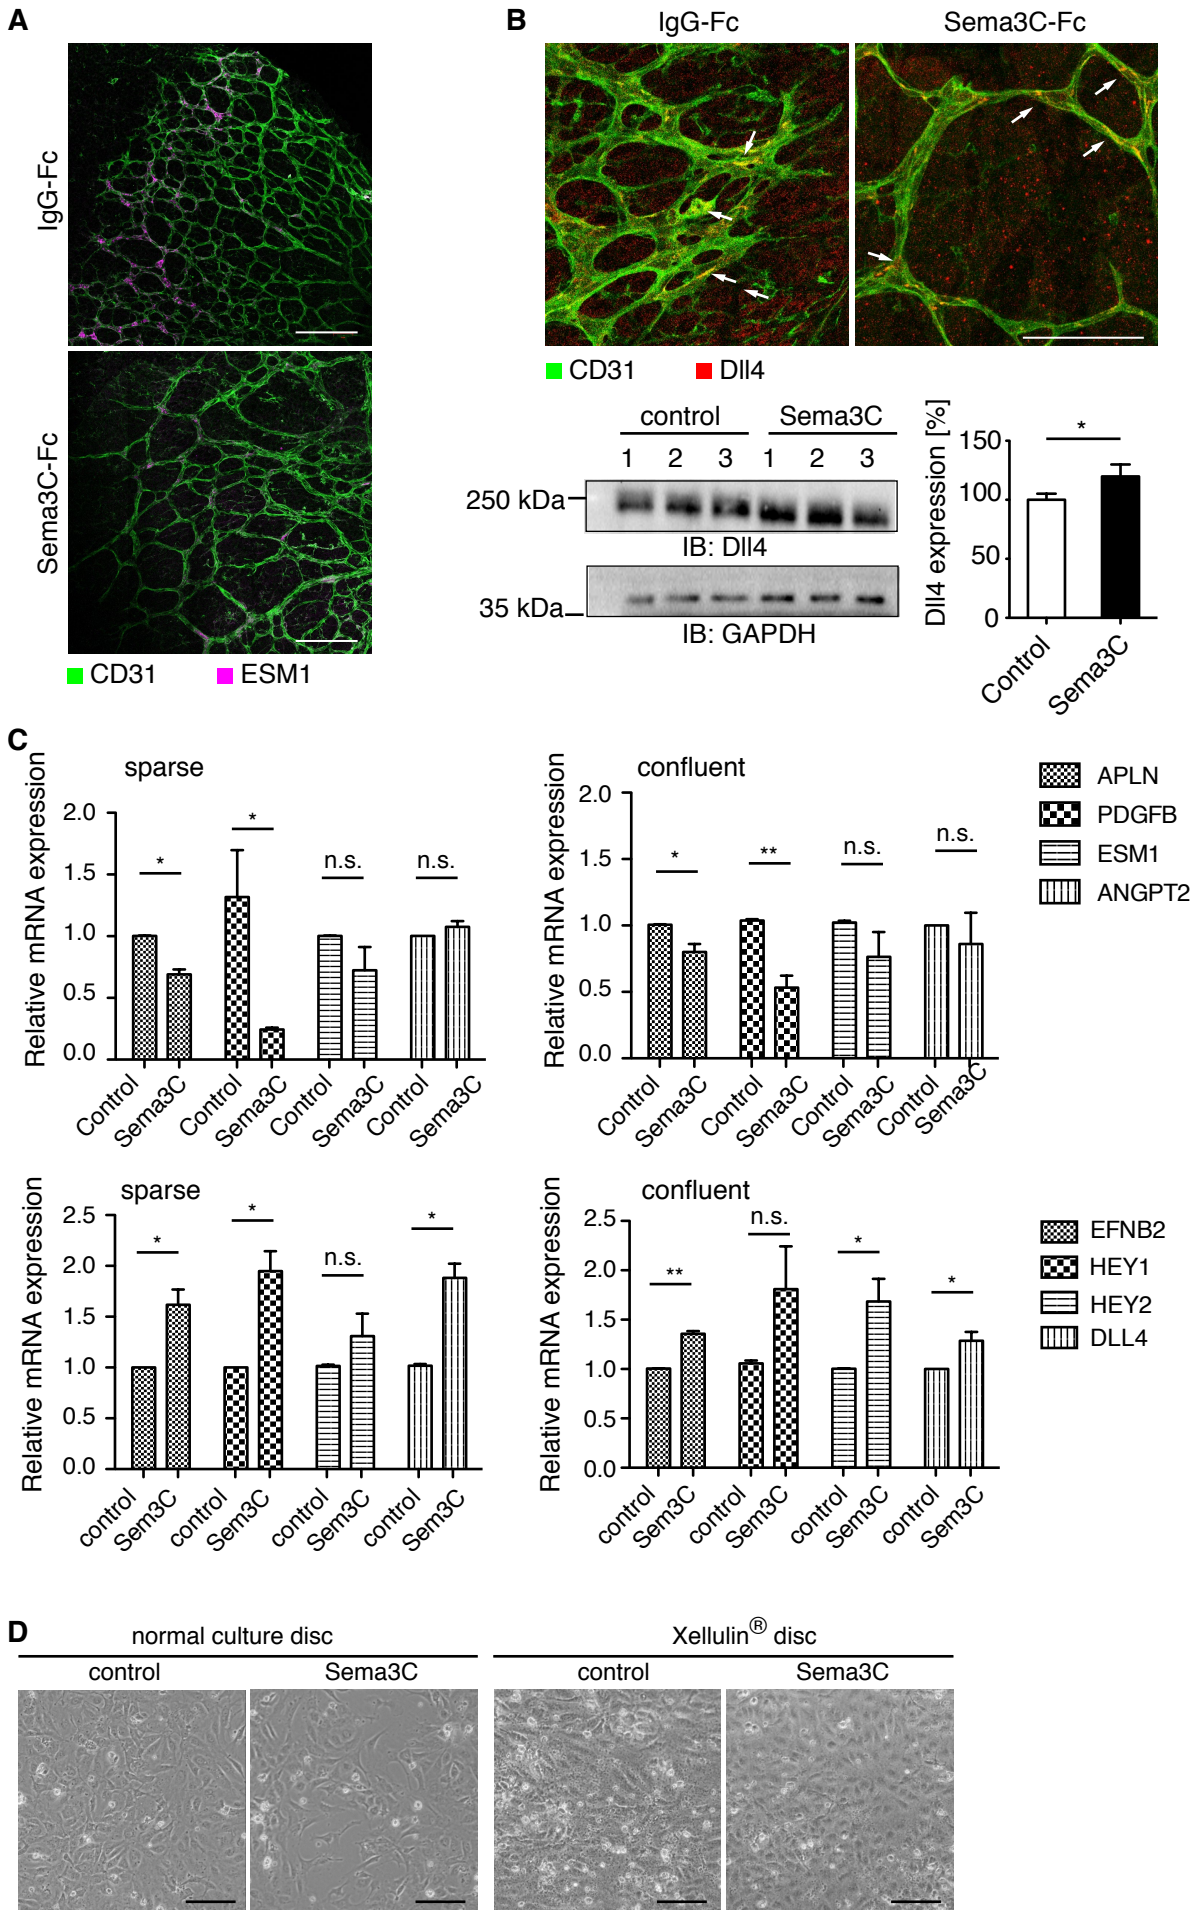 A
IgG-Fc
Sema3C-Fc
CD31
ESM1
B
IgG-Fc
Sema3C-Fc
CD31
Dll4
control
Sema3C
1 2 3 1 2 3
250 kDa
IB: Dll4
35 kDa
IB: GAPDH
Dll4 expression [%]
150
100
50
0
*
Control
Sema3C
C
sparse
Relative mRNA expression
2.0
1.5
1.0
0.5
0.0
* * n.s. n.s.
Control Sema3C Control Sema3C Control Sema3C Control Sema3C
confluent
Relative mRNA expression
2.0
1.5
1.0
0.5
0.0
* ** n.s. n.s.
Control Sema3C Control Sema3C Control Sema3C Control Sema3C
APLN
PDGFB
ESM1
ANGPT2
sparse
Relative mRNA expression
2.5
2.0
1.5
1.0
0.5
0.0
* * n.s. *
control Sem3C control Sem3C control Sem3C control Sem3C
confluent
Relative mRNA expression
2.5
2.0
1.5
1.0
0.5
0.0
** n.s. * *
control Sem3C control Sem3C control Sem3C control Sem3C
EFNB2
HEY1
HEY2
DLL4
D
normal culture disc
control Sema3C
Xellulin® disc
control Sema3C